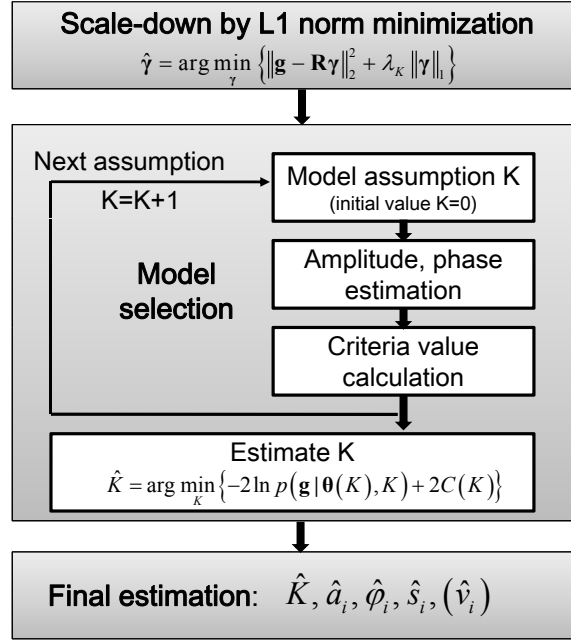 Scale-down by L1 norm minimization
γ̂ = arg min_γ {‖g − Rγ‖₂² + λ_K ‖γ‖₁}
Next assumption
K=K+1
Model assumption K
(initial value K=0)
Amplitude, phase
estimation
Model
selection
Criteria value
calculation
Estimate K
K̂ = arg min_K {−2 ln p(g | θ(K), K) + 2C(K)}
Final estimation: K̂, â_i, φ̂_i, ŝ_i, (v̂_i)